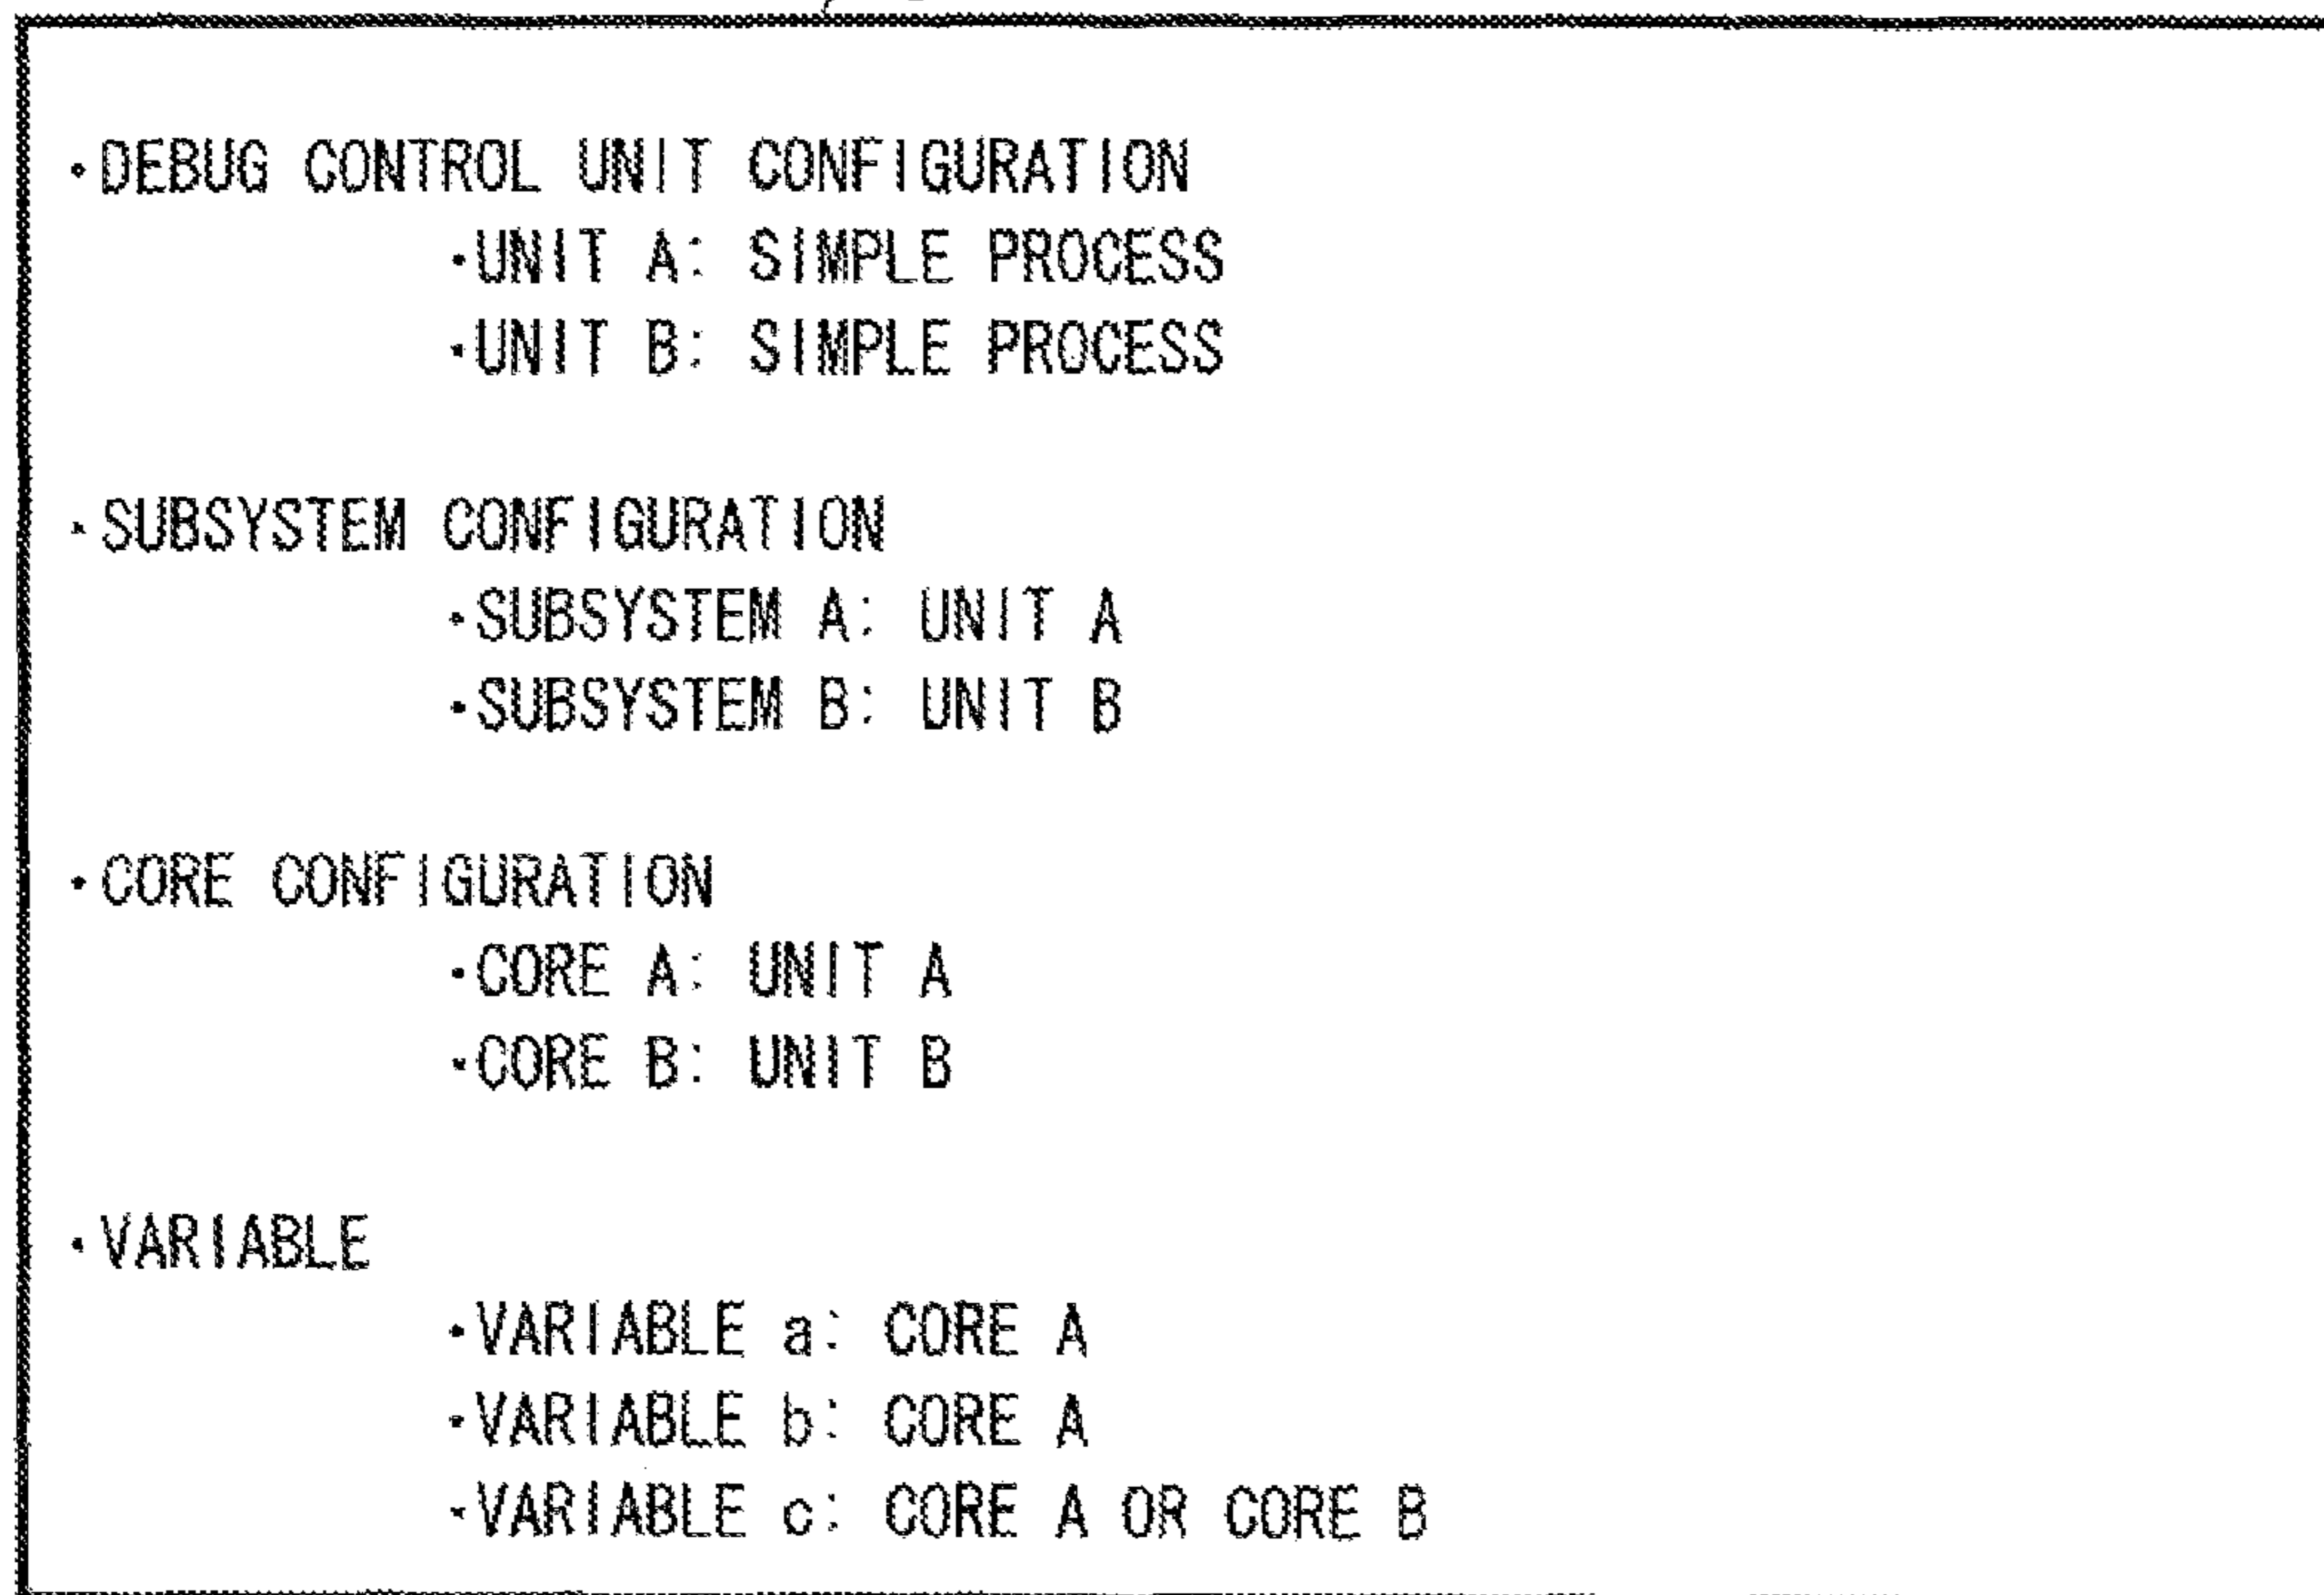 ·DEBUG CONTROL UNIT CONFIGURATION
·UNIT A: SIMPLE PROCESS
·UNIT B: SIMPLE PROCESS
·SUBSYSTEM CONFIGURATION
·SUBSYSTEM A: UNIT A
·SUBSYSTEM B: UNIT B
·CORE CONFIGURATION
·CORE A: UNIT A
·CORE B: UNIT B
·VARIABLE
·VARIABLE a: CORE A
·VARIABLE b: CORE A
·VARIABLE c: CORE A OR CORE B